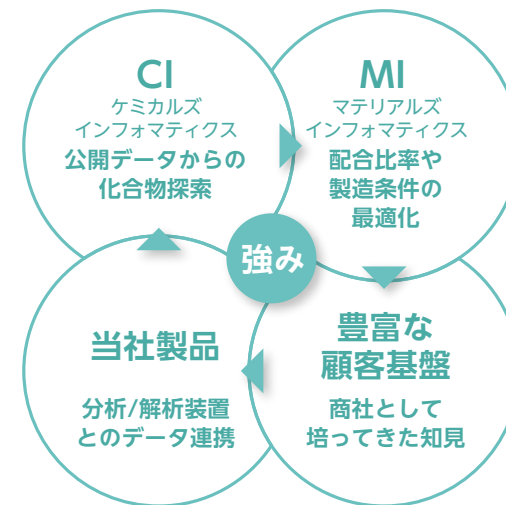 CI
ケミカルズ
インフォマティクス
公開データからの
化合物探索
MI
マテリアルズ
インフォマティクス
配合比率や
製造条件の
最適化
強み
当社製品
分析/解析装置
とのデータ連携
豊富な
顧客基盤
商社として
培ってきた知見